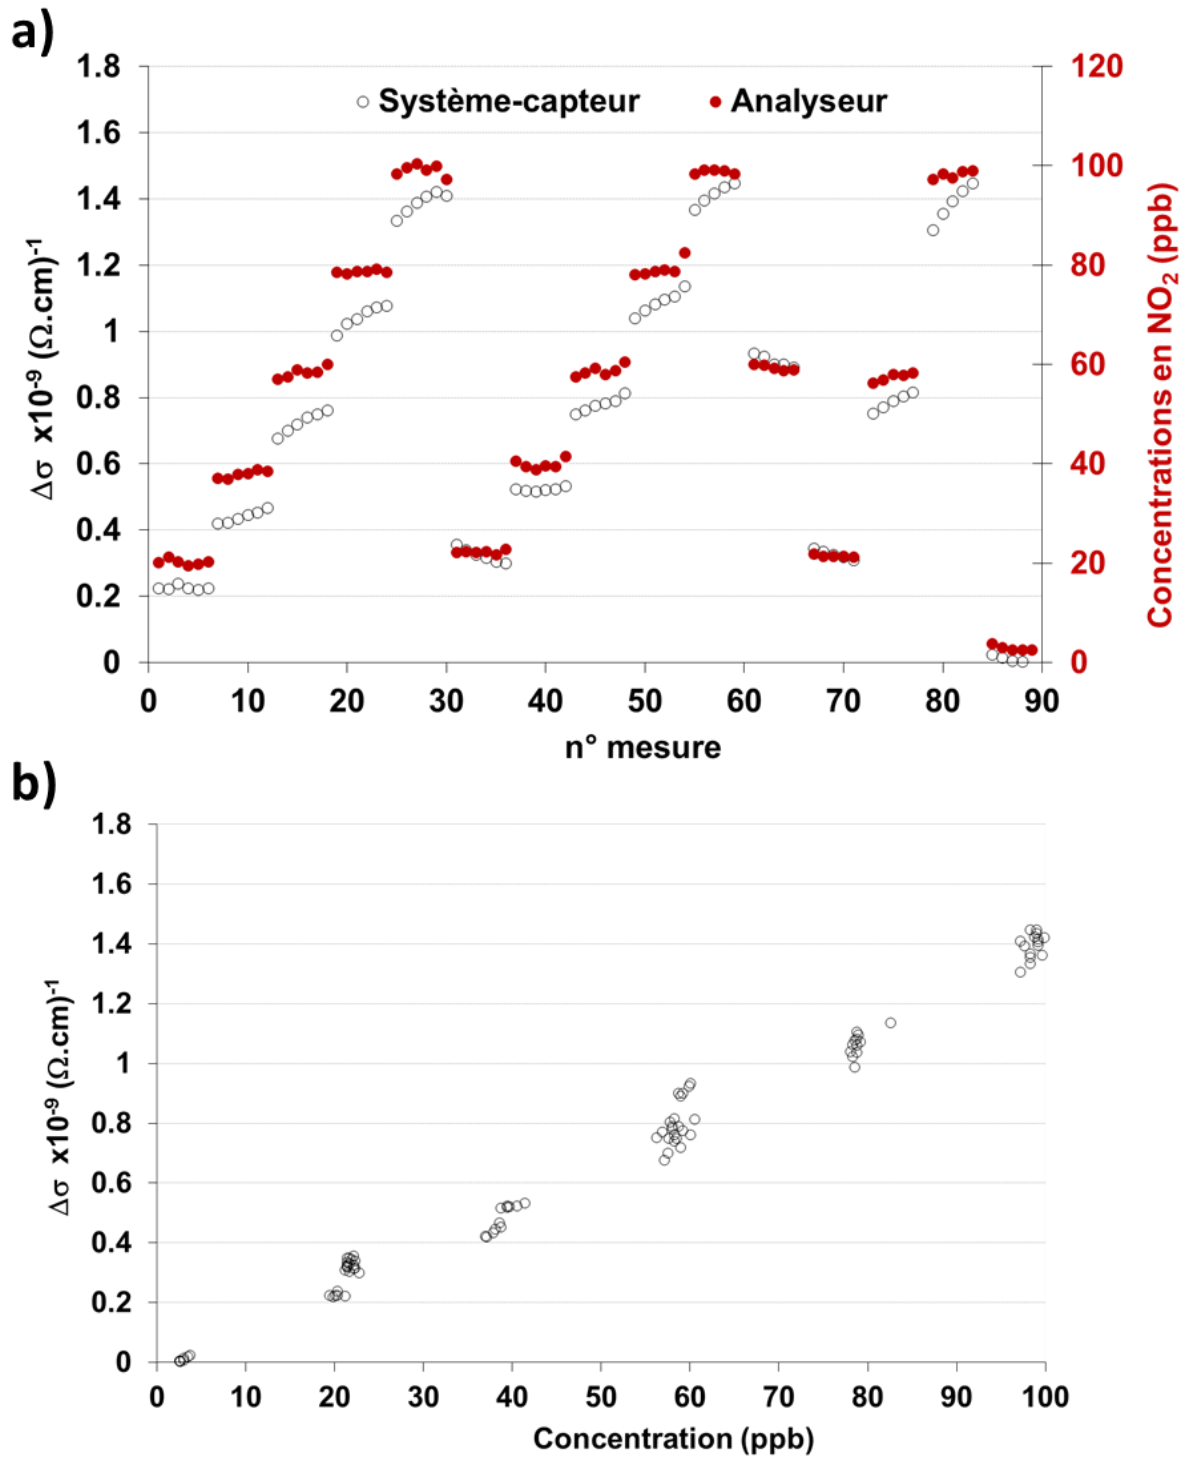 a)
1.8
1.6
1.4
1.2
1
0.8
0.6
0.4
0.2
0
Δσ x10-9 (Ω.cm)-1
Système-capteur
Analyseur
120
100
80
60
40
20
0
Concentrations en NO2 (ppb)
0 10 20 30 40 50 60 70 80 90
n° mesure
b)
1.8
1.6
1.4
1.2
1
0.8
0.6
0.4
0.2
0
Δσ x10-9 (Ω.cm)-1
0 10 20 30 40 50 60 70 80 90 100
Concentration (ppb)